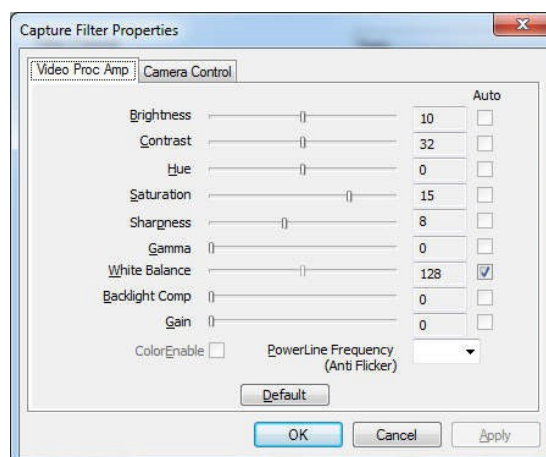 Capture Filter Properties
Video Proc Amp Camera Control
Auto
Brightness 10
Contrast 32
Hue 0
Saturation 15
Sharpness 8
Gamma 0
White Balance 128
Backlight Comp 0
Gain 0
ColorEnable PowerLine Frequency
(Anti Flicker)
Default
OK Cancel Apply